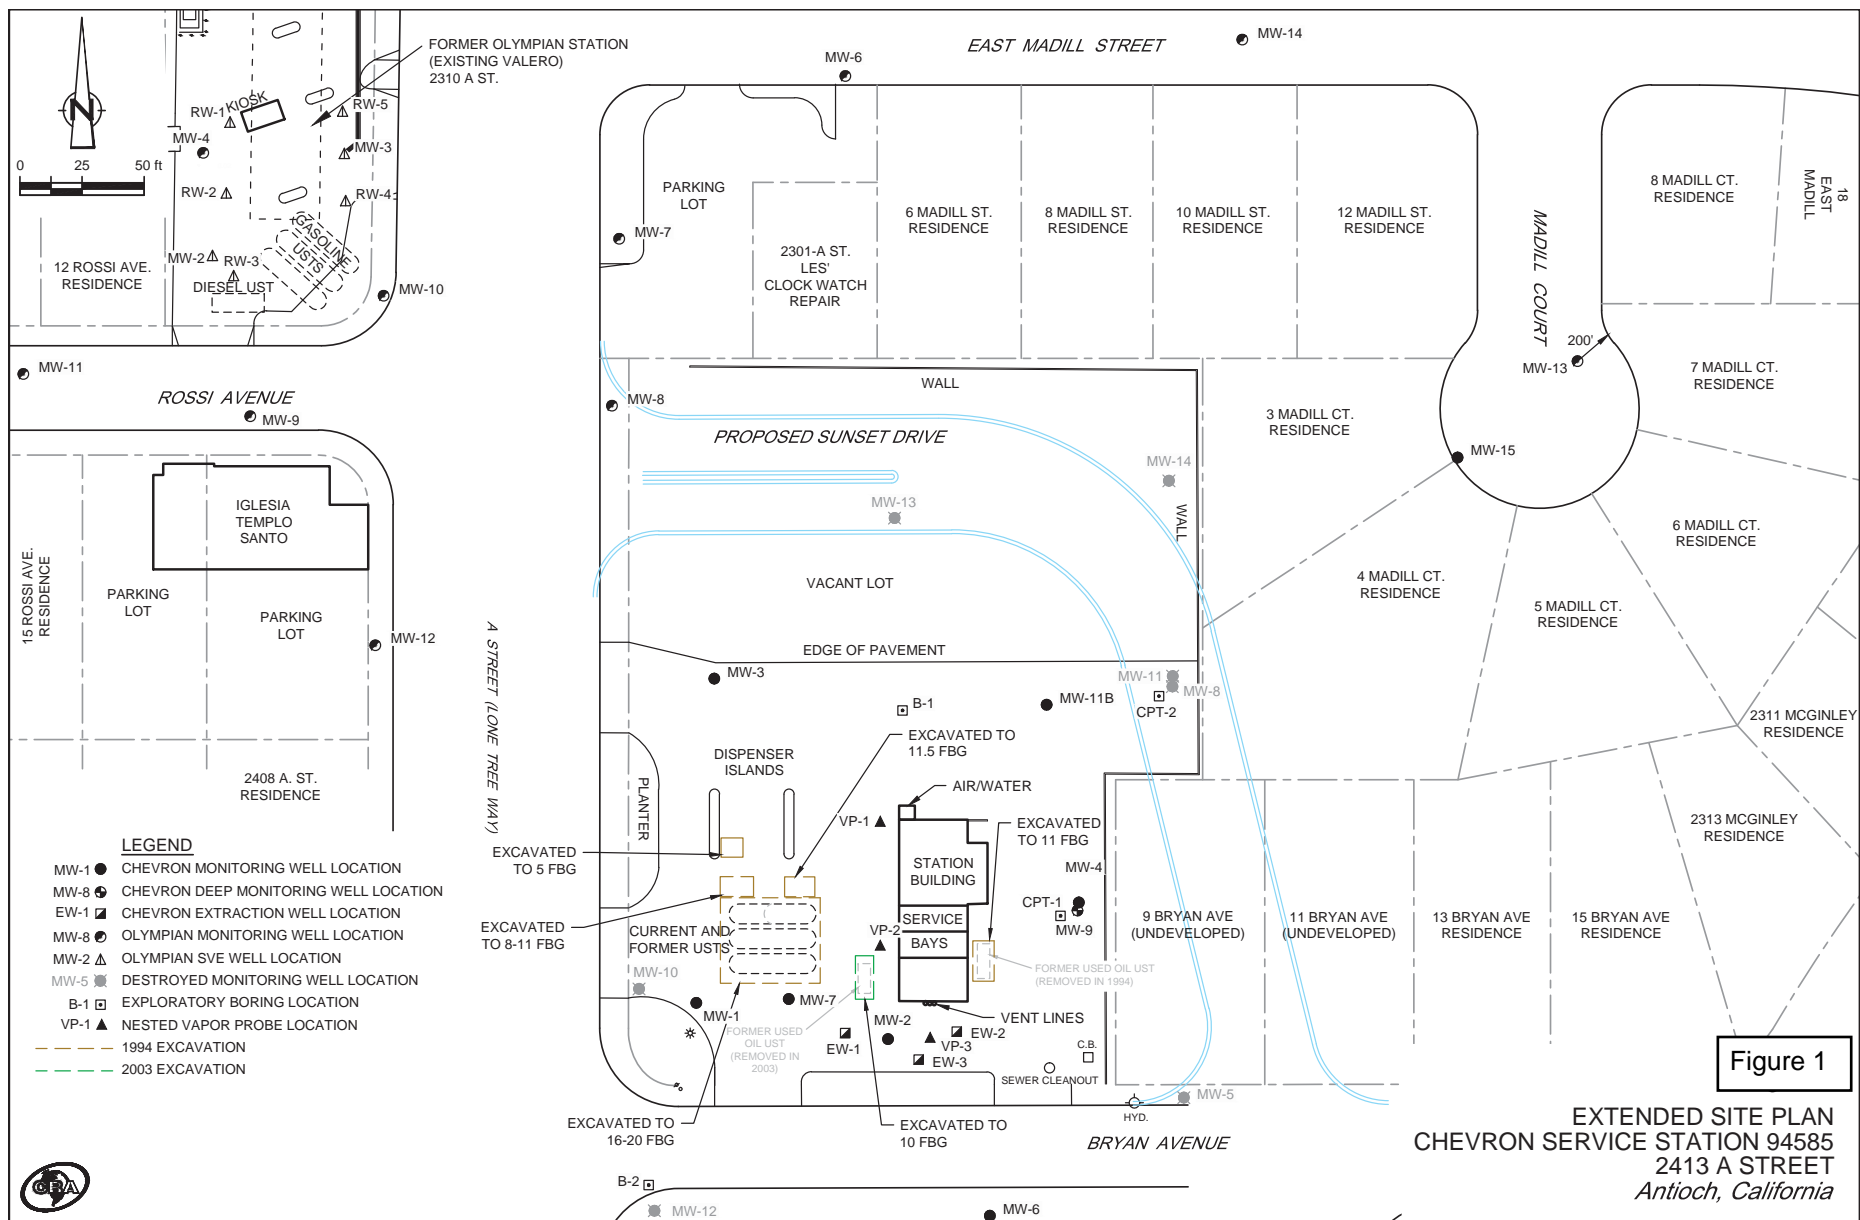 FORMER OLYMPIAN STATION
(EXISTING VALERO)
2310 A ST.
EAST MADILL STREET
MW-14
MW-6
N
0 25 50 ft
RW-1
KIOSK
RW-5
MW-4
MW-3
RW-2
RW-4
GASOLINE
USTS
MW-2
RW-3
DIESEL UST
12 ROSSI AVE.
RESIDENCE
MW-10
MW-11
ROSSI AVENUE
MW-9
PARKING
LOT
MW-7
2301-A ST.
LES'
CLOCK WATCH
REPAIR
6 MADILL ST.
RESIDENCE
8 MADILL ST.
RESIDENCE
10 MADILL ST.
RESIDENCE
12 MADILL ST.
RESIDENCE
MADILL COURT
8 MADILL CT.
RESIDENCE
18
EAST
MADILL
200'
MW-13
7 MADILL CT.
RESIDENCE
WALL
MW-8
PROPOSED SUNSET DRIVE
3 MADILL CT.
RESIDENCE
MW-15
MW-14
WALL
MW-13
6 MADILL CT.
RESIDENCE
IGLESIA
TEMPLO
SANTO
15 ROSSI AVE.
RESIDENCE
PARKING
LOT
PARKING
LOT
MW-12
2408 A. ST.
RESIDENCE
A STREET (LONE TREE WAY)
VACANT LOT
4 MADILL CT.
RESIDENCE
5 MADILL CT.
RESIDENCE
EDGE OF PAVEMENT
MW-3
MW-11
MW-8
CPT-2
MW-11B
B-1
2311 MCGINLEY
RESIDENCE
EXCAVATED TO
11.5 FBG
DISPENSER
ISLANDS
PLANTER
AIR/WATER
VP-1
EXCAVATED
TO 11 FBG
2313 MCGINLEY
RESIDENCE
EXCAVATED
TO 5 FBG
STATION
BUILDING
MW-4
CPT-1
MW-9
SERVICE
BAYS
EXCAVATED
TO 8-11 FBG
CURRENT AND
FORMER USTS
VP-2
9 BRYAN AVE
(UNDEVELOPED)
11 BRYAN AVE
(UNDEVELOPED)
13 BRYAN AVE
RESIDENCE
15 BRYAN AVE
RESIDENCE
MW-10
FORMER USED OIL UST
(REMOVED IN 1994)
MW-1
MW-7
MW-2
VENT LINES
FORMER USED
OIL UST
(REMOVED IN
2003)
EW-1
EW-2
VP-3
EW-3
C.B.
SEWER CLEANOUT
HYD.
MW-5
EXCAVATED TO
16-20 FBG
EXCAVATED TO
10 FBG
BRYAN AVENUE
B-2
MW-12
MW-6
LEGEND
MW-1 CHEVRON MONITORING WELL LOCATION
MW-8 CHEVRON DEEP MONITORING WELL LOCATION
EW-1 CHEVRON EXTRACTION WELL LOCATION
MW-8 OLYMPIAN MONITORING WELL LOCATION
MW-2 OLYMPIAN SVE WELL LOCATION
MW-5 DESTROYED MONITORING WELL LOCATION
B-1 EXPLORATORY BORING LOCATION
VP-1 NESTED VAPOR PROBE LOCATION
1994 EXCAVATION
2003 EXCAVATION
CRA
Figure 1
EXTENDED SITE PLAN
CHEVRON SERVICE STATION 94585
2413 A STREET
Antioch, California